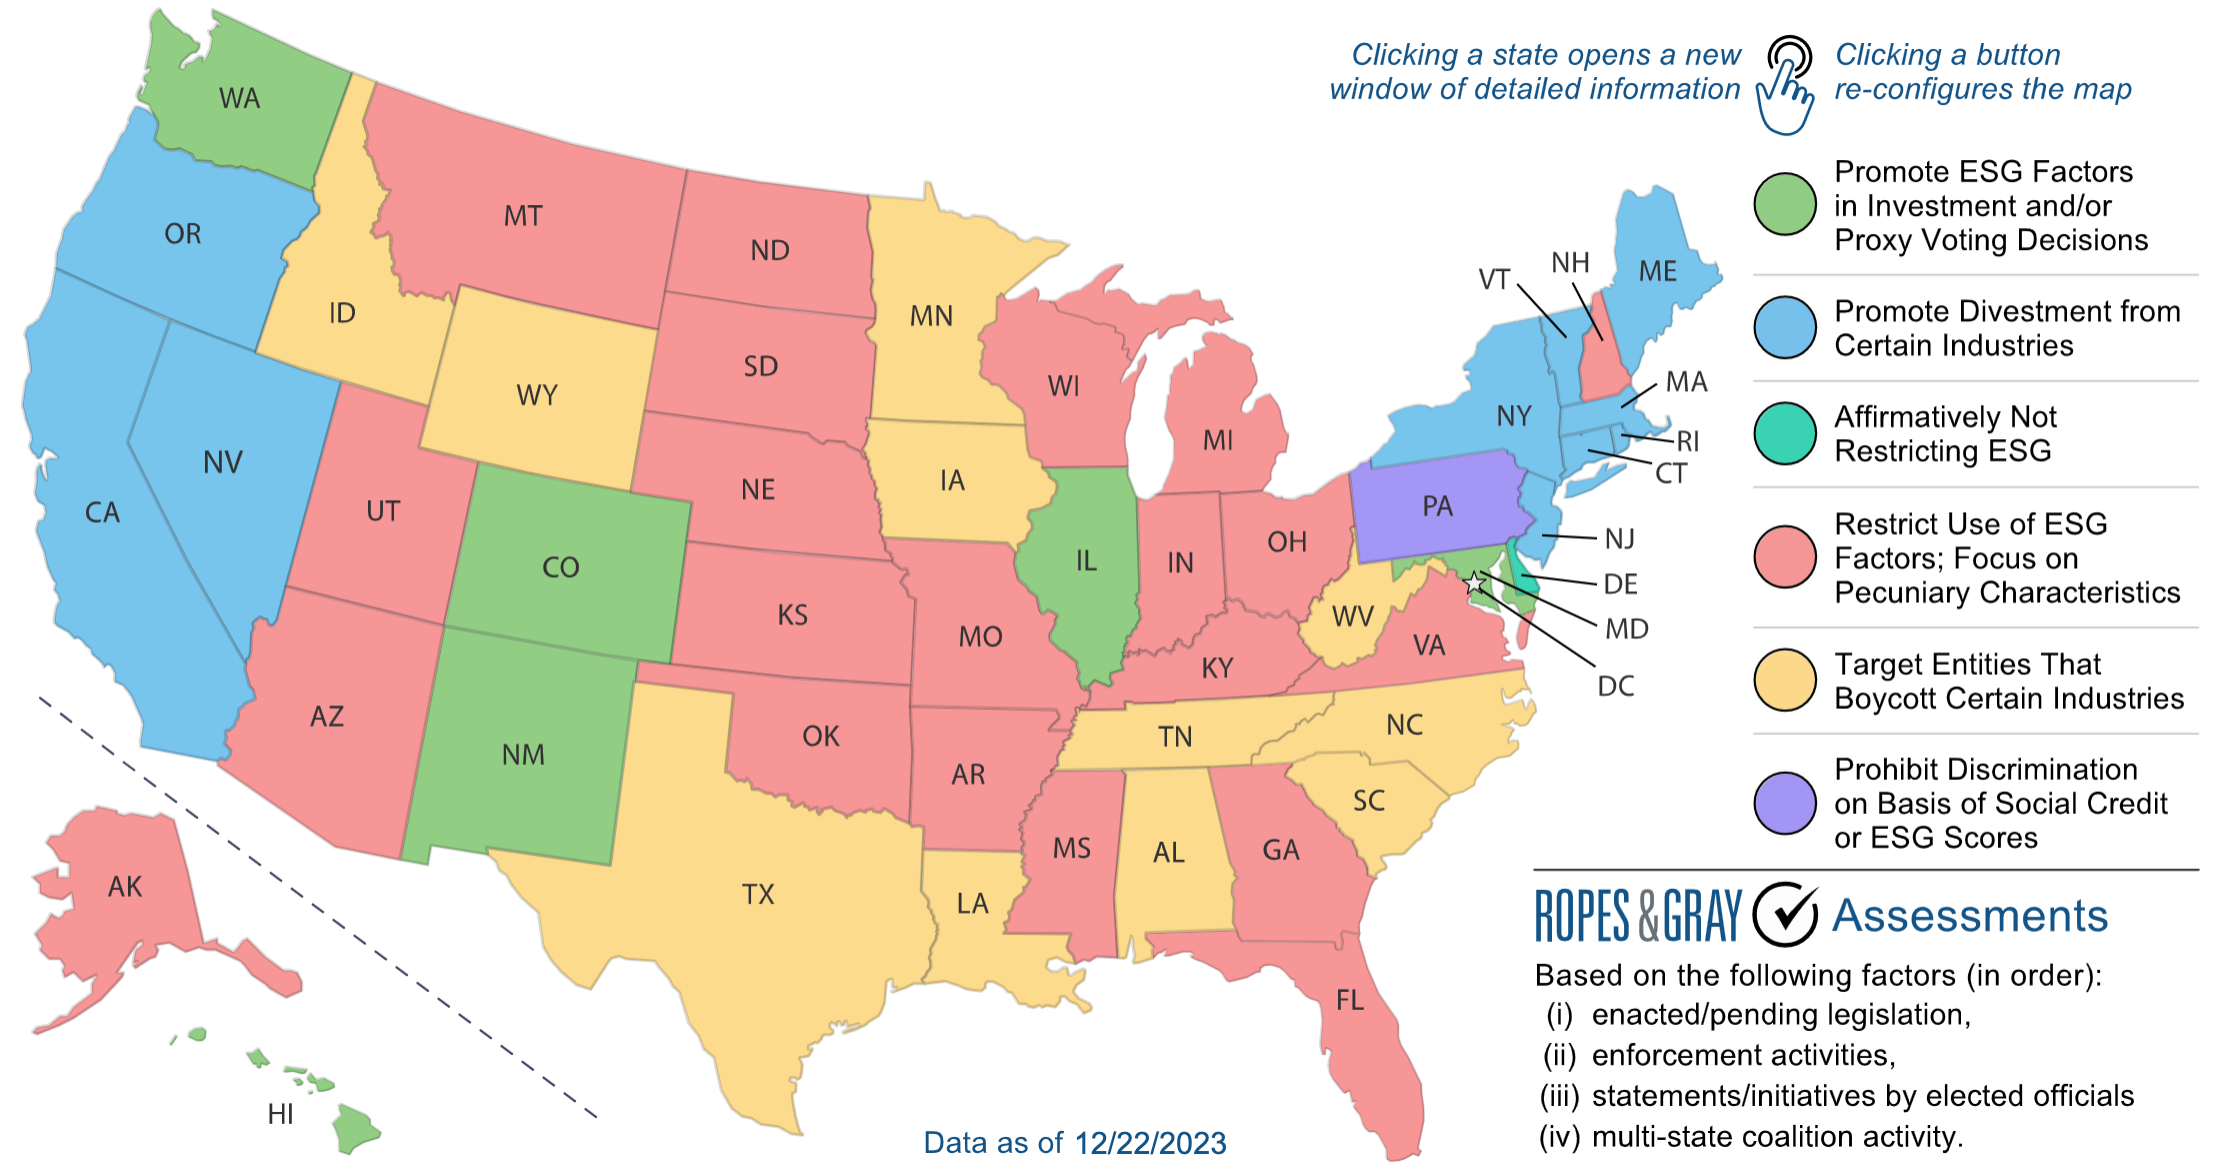 Clicking a state opens a new
window of detailed information
Clicking a button
re-configures the map
WA
OR
CA
NV
ID
MT
WY
UT
AZ
CO
NM
ND
SD
NE
KS
OK
TX
MN
IA
MO
AR
LA
WI
IL
MI
IN
OH
KY
TN
MS
AL
GA
FL
SC
NC
VA
WV
PA
NY
VT
NH
ME
MA
RI
CT
NJ
DE
MD
DC
AK
HI
Promote ESG Factors
in Investment and/or
Proxy Voting Decisions
Promote Divestment from
Certain Industries
Affirmatively Not
Restricting ESG
Restrict Use of ESG
Factors; Focus on
Pecuniary Characteristics
Target Entities That
Boycott Certain Industries
Prohibit Discrimination
on Basis of Social Credit
or ESG Scores
ROPES & GRAY Assessments
Based on the following factors (in order):
(i) enacted/pending legislation,
(ii) enforcement activities,
(iii) statements/initiatives by elected officials
(iv) multi-state coalition activity.
Data as of 12/22/2023